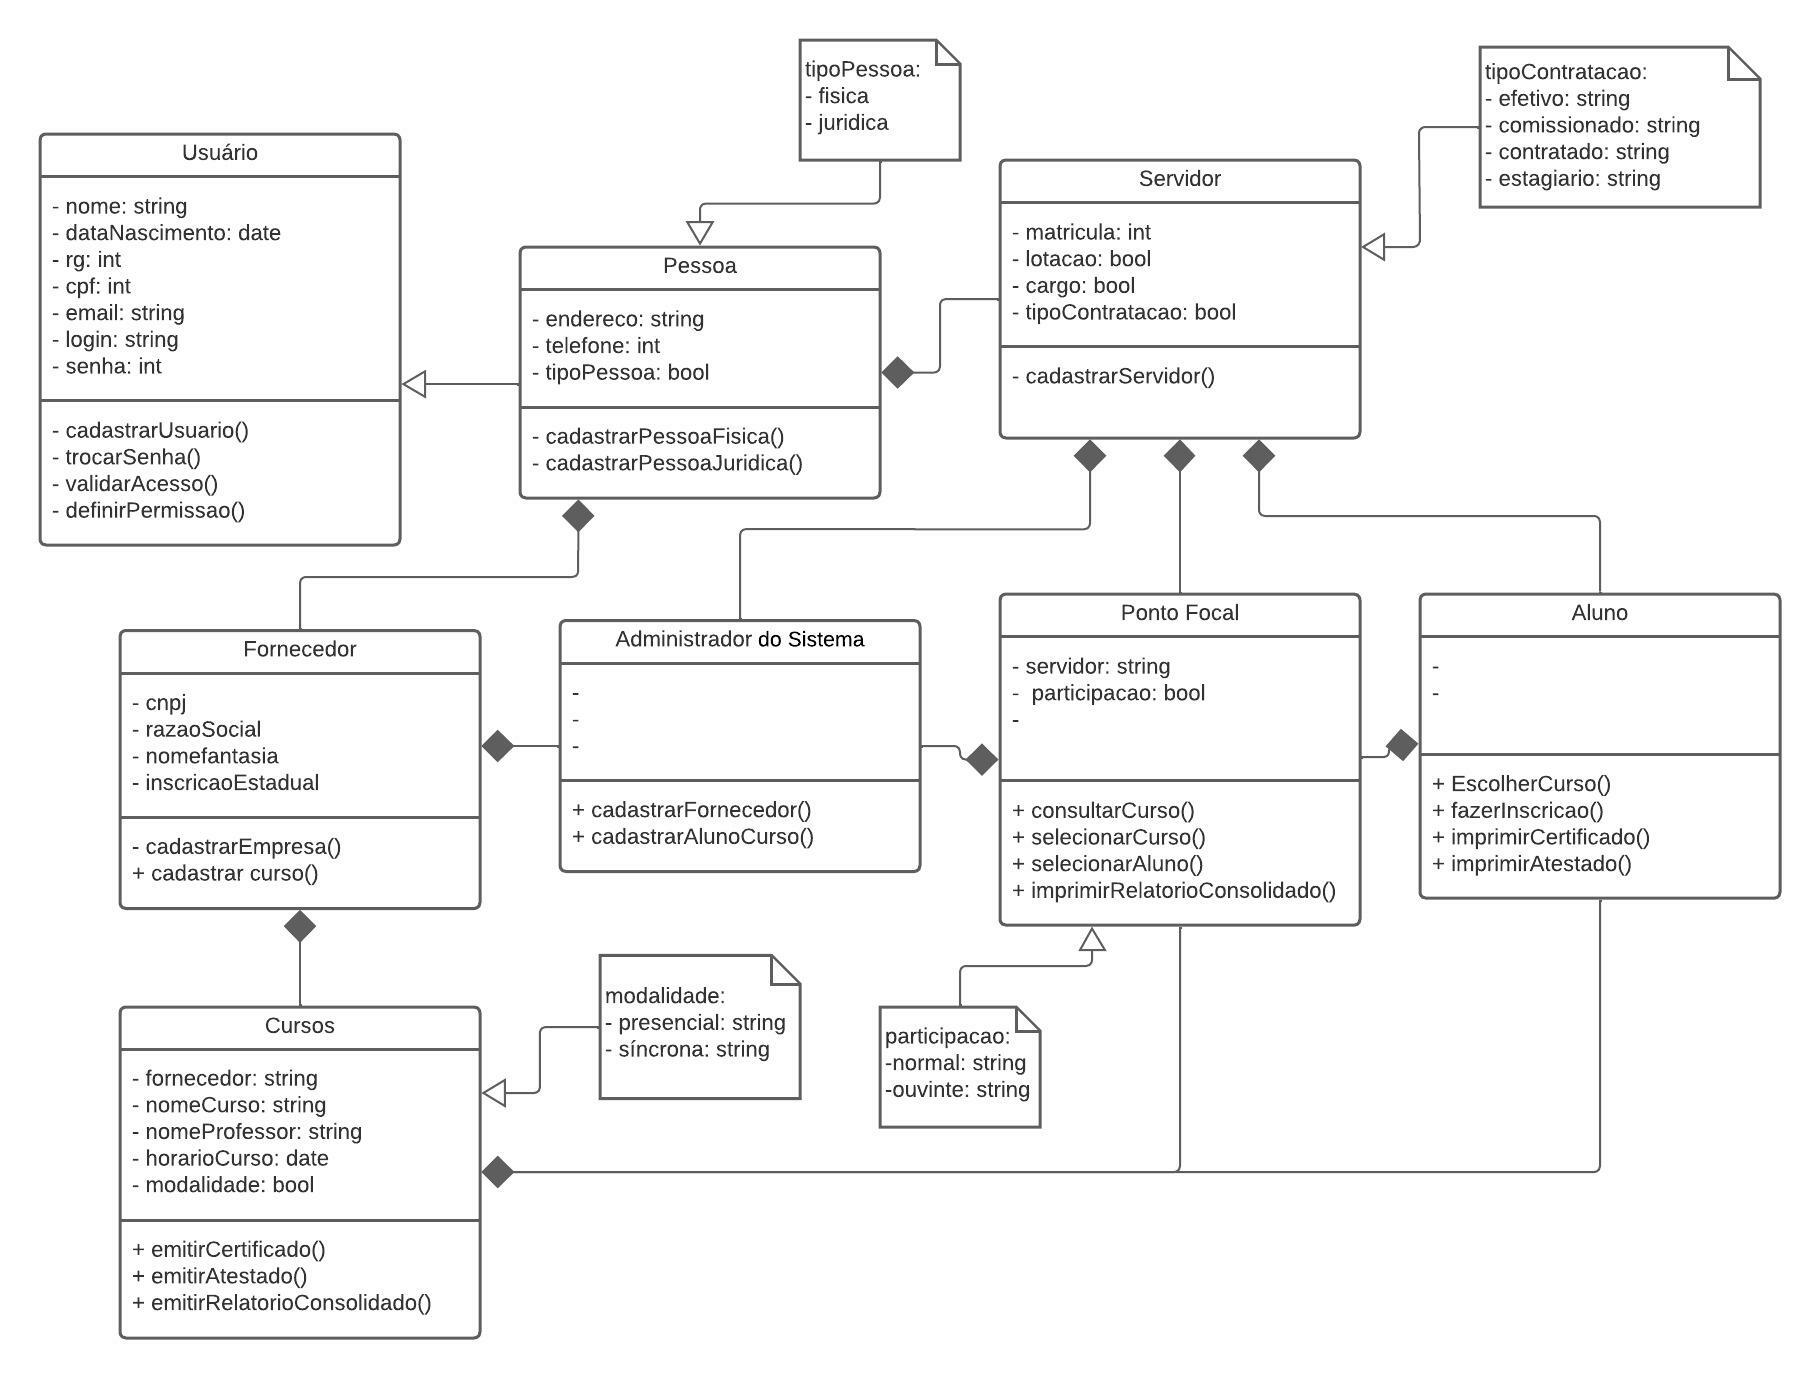 tipoPessoa:
- fisica
- juridica
tipoContratacao:
- efetivo: string
- comissionado: string
- contratado: string
- estagiario: string
Usuário
- nome: string
- dataNascimento: date
- rg: int
- cpf: int
- email: string
- login: string
- senha: int
- cadastrarUsuario()
- trocarSenha()
- validarAcesso()
- definirPermissao()
Pessoa
- endereco: string
- telefone: int
- tipoPessoa: bool
- cadastrarPessoaFisica()
- cadastrarPessoaJuridica()
Servidor
- matricula: int
- lotacao: bool
- cargo: bool
- tipoContratacao: bool
- cadastrarServidor()
Fornecedor
- cnpj
- razaoSocial
- nomefantasia
- inscricaoEstadual
- cadastrarEmpresa()
+ cadastrar curso()
Administrador do Sistema
-
-
-
+ cadastrarFornecedor()
+ cadastrarAlunoCurso()
Ponto Focal
- servidor: string
- participacao: bool
-
+ consultarCurso()
+ selecionarCurso()
+ selecionarAluno()
+ imprimirRelatorioConsolidado()
Aluno
-
-
+ EscolherCurso()
+ fazerInscricao()
+ imprimirCertificado()
+ imprimirAtestado()
Cursos
- fornecedor: string
- nomeCurso: string
- nomeProfessor: string
- horarioCurso: date
- modalidade: bool
+ emitirCertificado()
+ emitirAtestado()
+ emitirRelatorioConsolidado()
modalidade:
- presencial: string
- síncrona: string
participacao:
-normal: string
-ouvinte: string